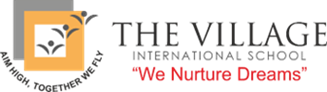 THE VILLAGE
INTERNATIONAL SCHOOL
"We Nurture Dreams"
AIM HIGH, TOGETHER WE FLY